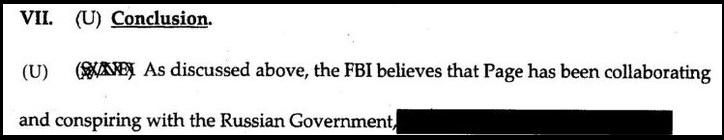 VII. (U) Conclusion.
(U) As discussed above, the FBI believes that Page has been collaborating
and conspiring with the Russian Government,